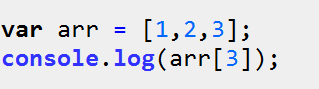 var arr = [1,2,3];
console.log(arr[3]);